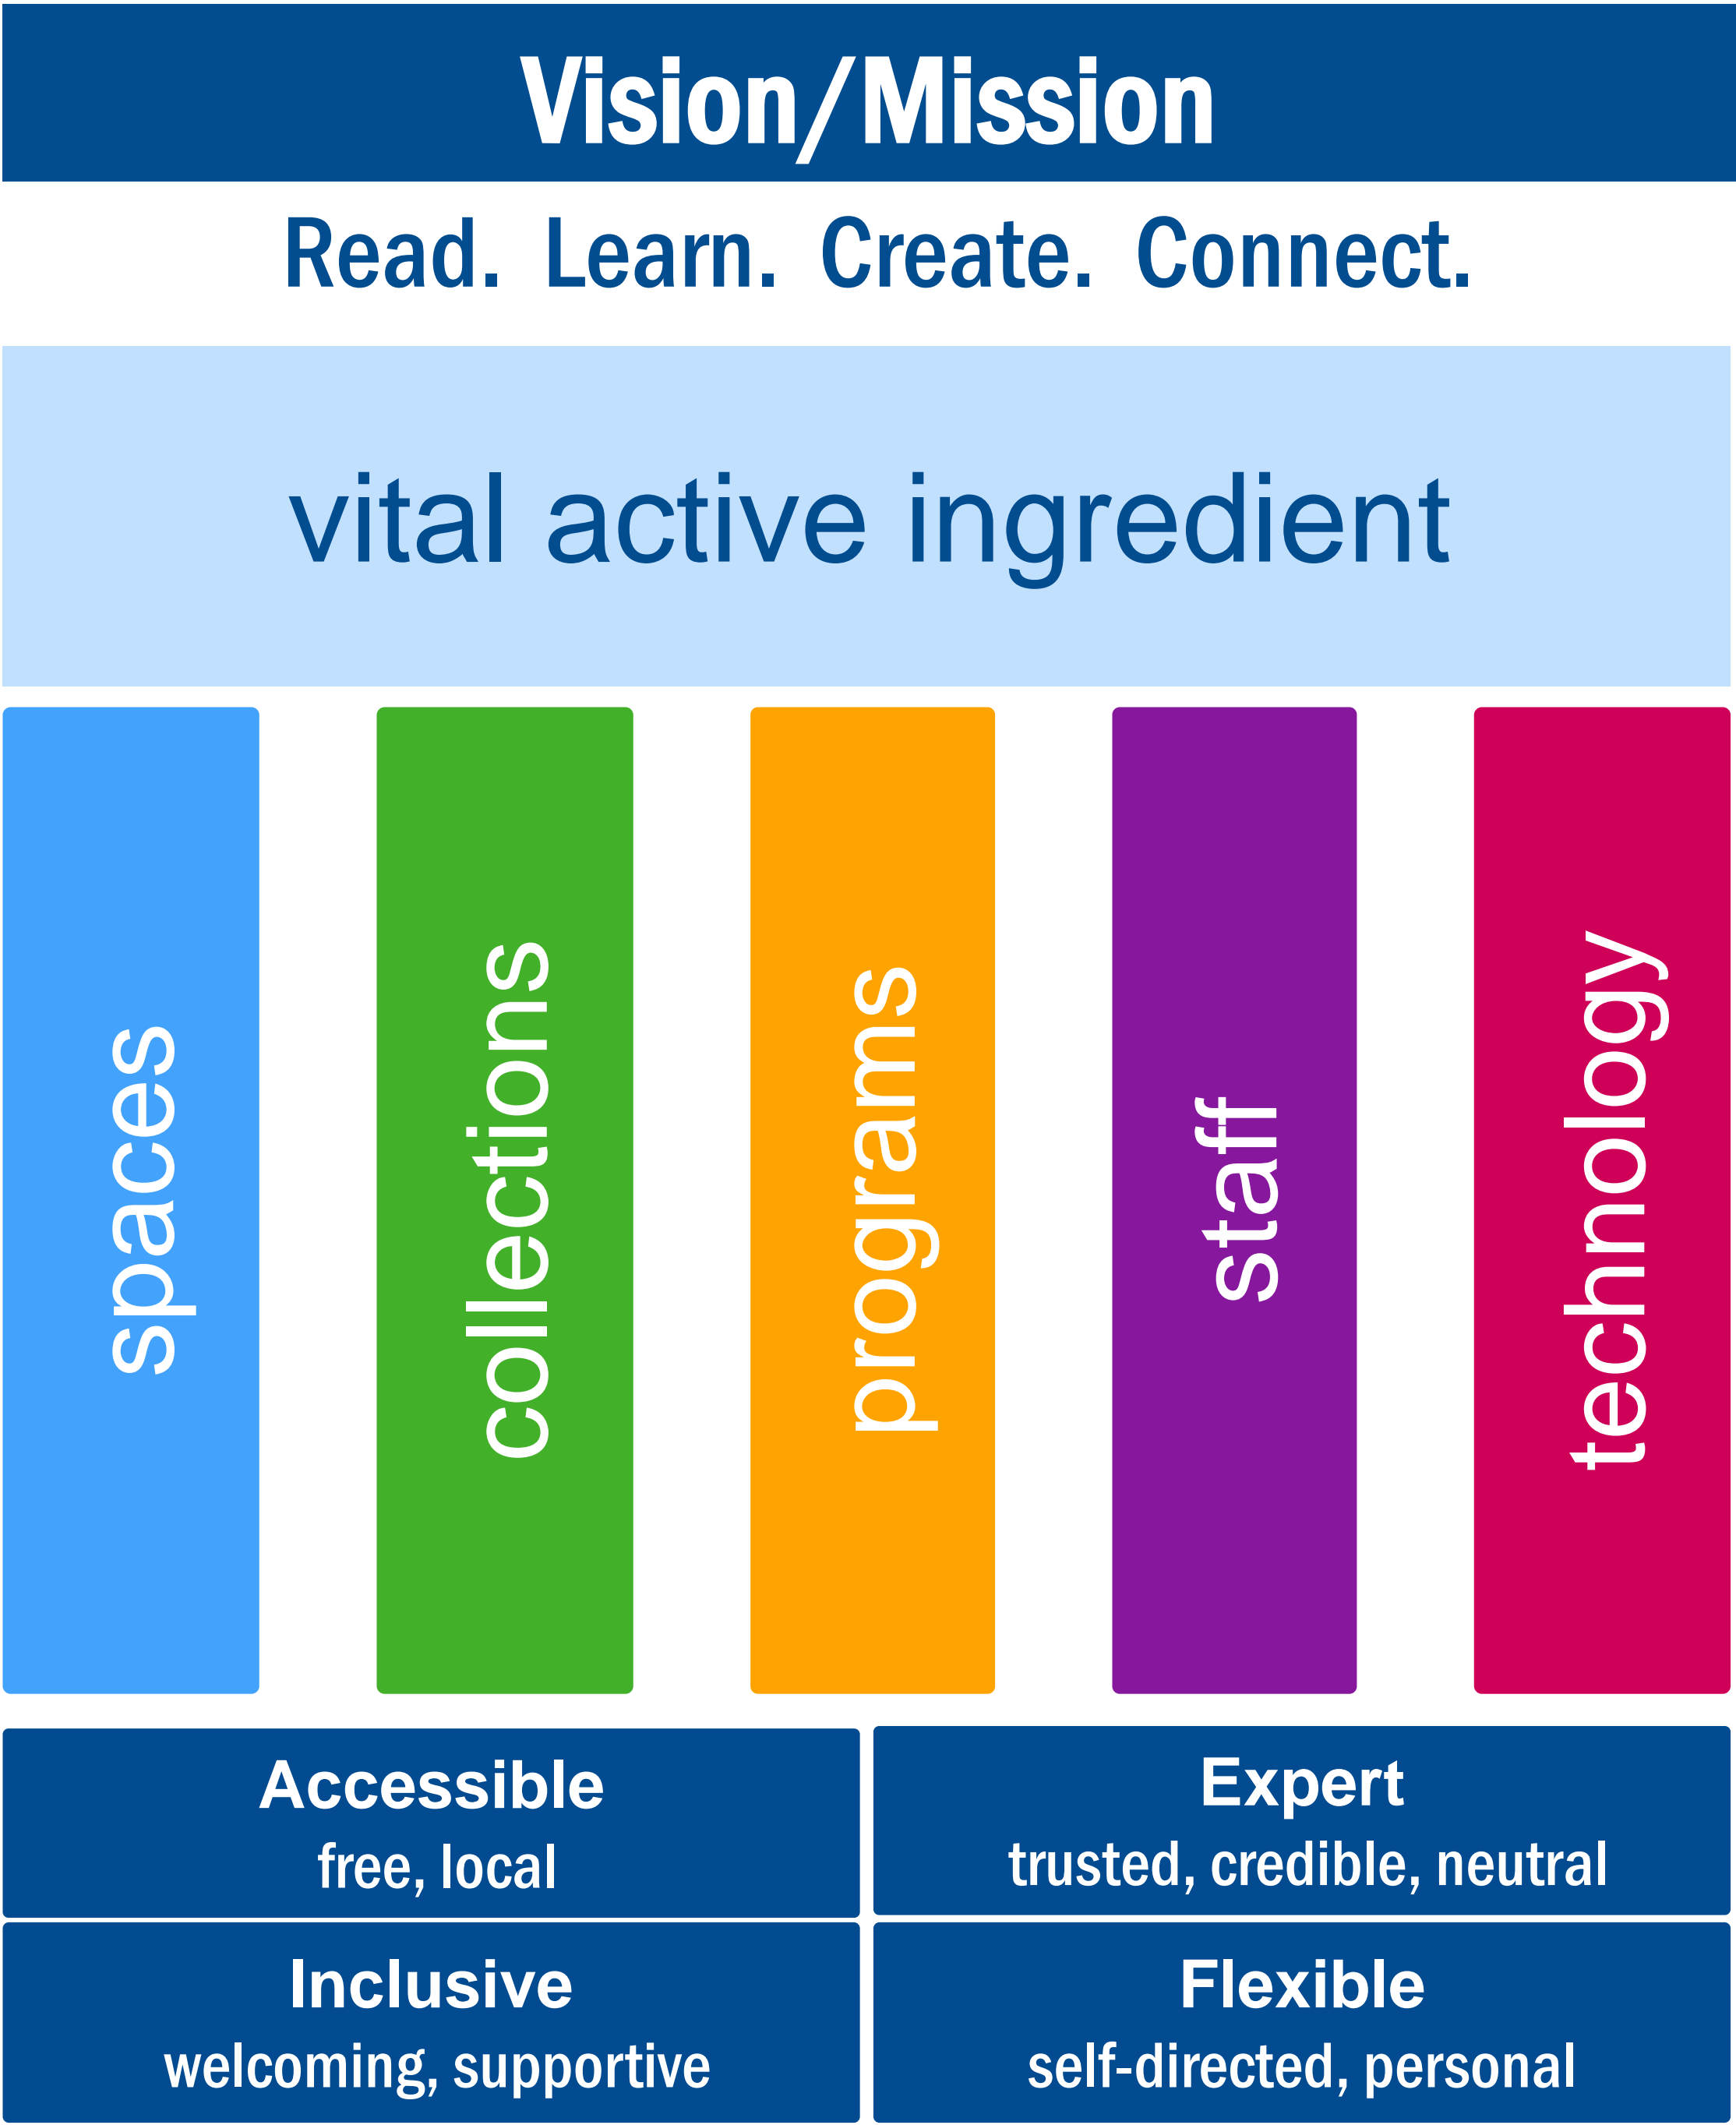 Vision/Mission
Read. Learn. Create. Connect.
vital active ingredient
spaces
collections
programs
staff
technology
Accessible
free, local
Expert
trusted, credible, neutral
Inclusive
welcoming, supportive
Flexible
self-directed, personal